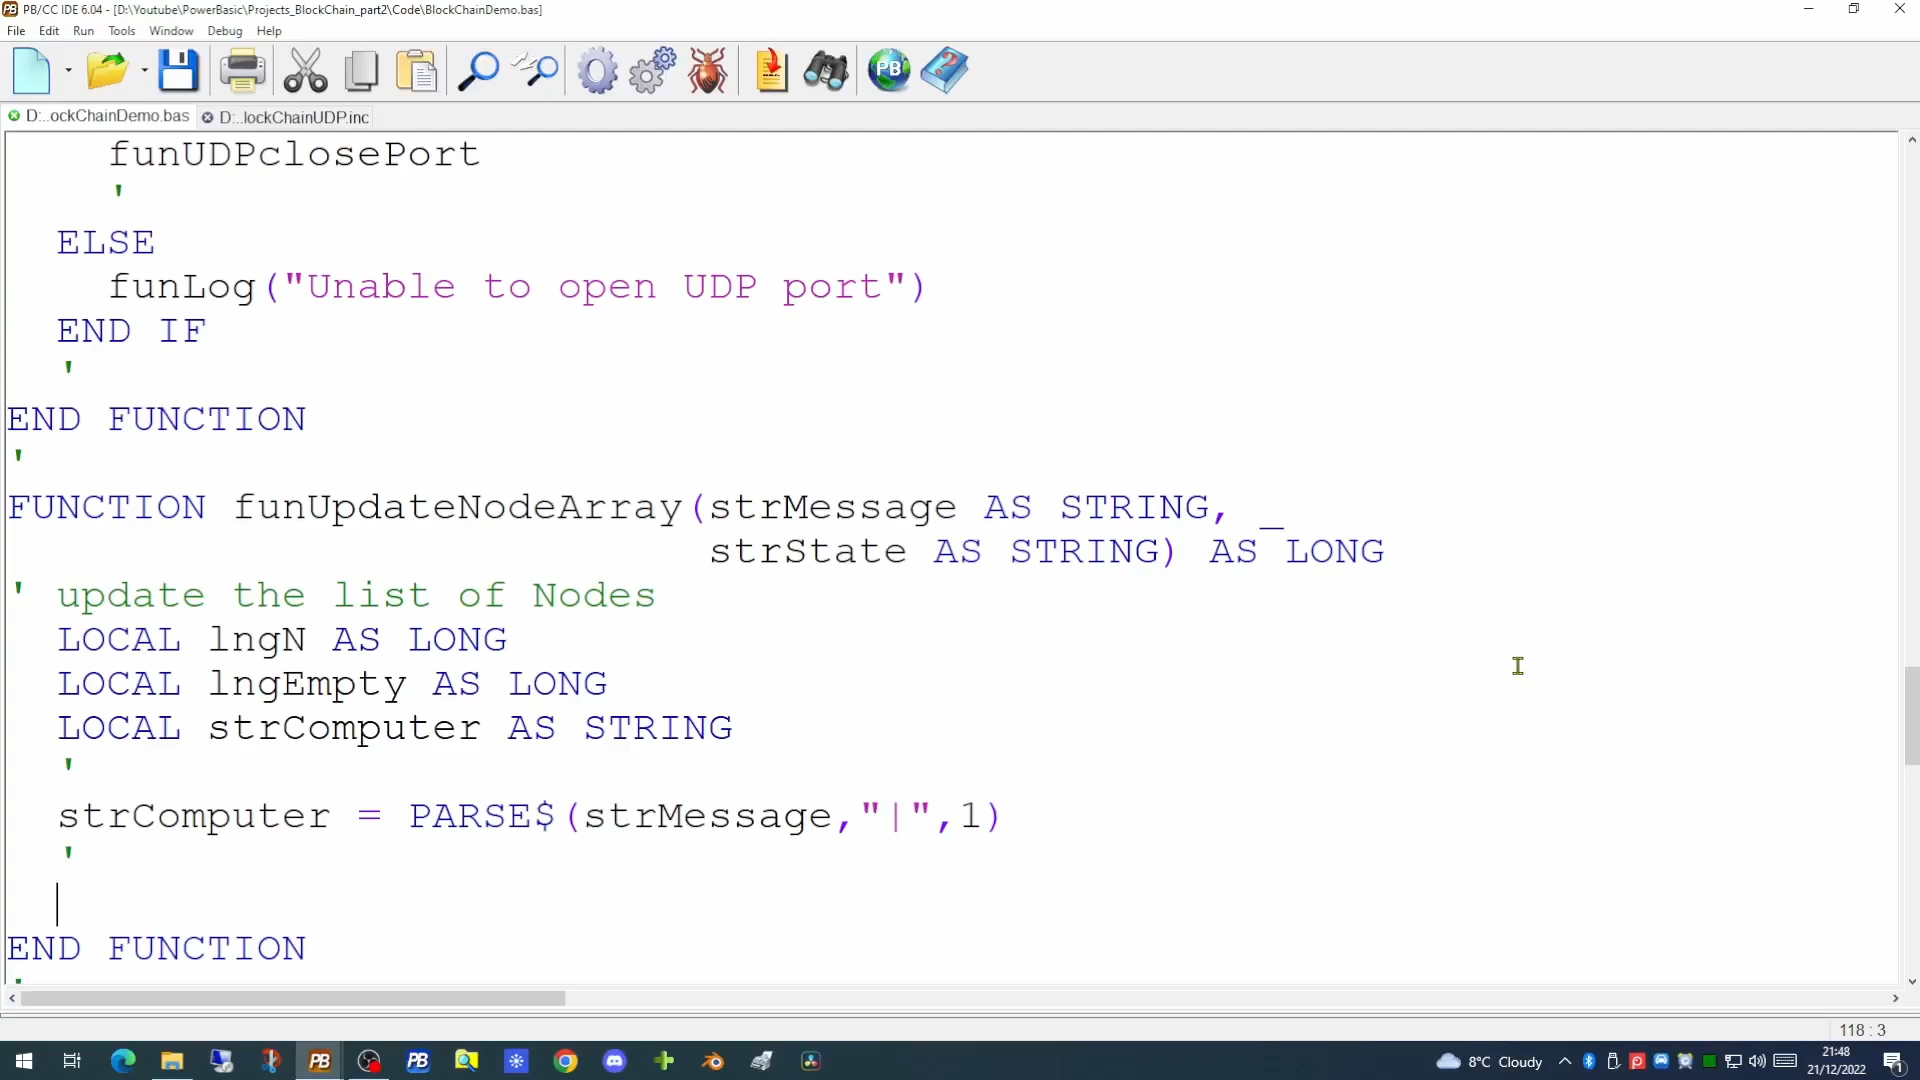 PB/CC IDE 6.04 - [D:\Youtube\PowerBasic\Projects_BlockChain_part2\Code\BlockChainDemo.bas]
File Edit Run Tools Window Debug Help
PB
D:..ockChainDemo.bas D:..lockChainUDP.inc
funUDPclosePort
'
ELSE
funLog("Unable to open UDP port")
END IF
'
END FUNCTION
'
FUNCTION funUpdateNodeArray(strMessage AS STRING, _
strState AS STRING) AS LONG
' update the list of Nodes
LOCAL lngN AS LONG
LOCAL lngEmpty AS LONG
LOCAL strComputer AS STRING
'
strComputer = PARSE$(strMessage,"|",1)
'
END FUNCTION
'
118 : 3
PB PB 8°C Cloudy 21:48
21/12/2022